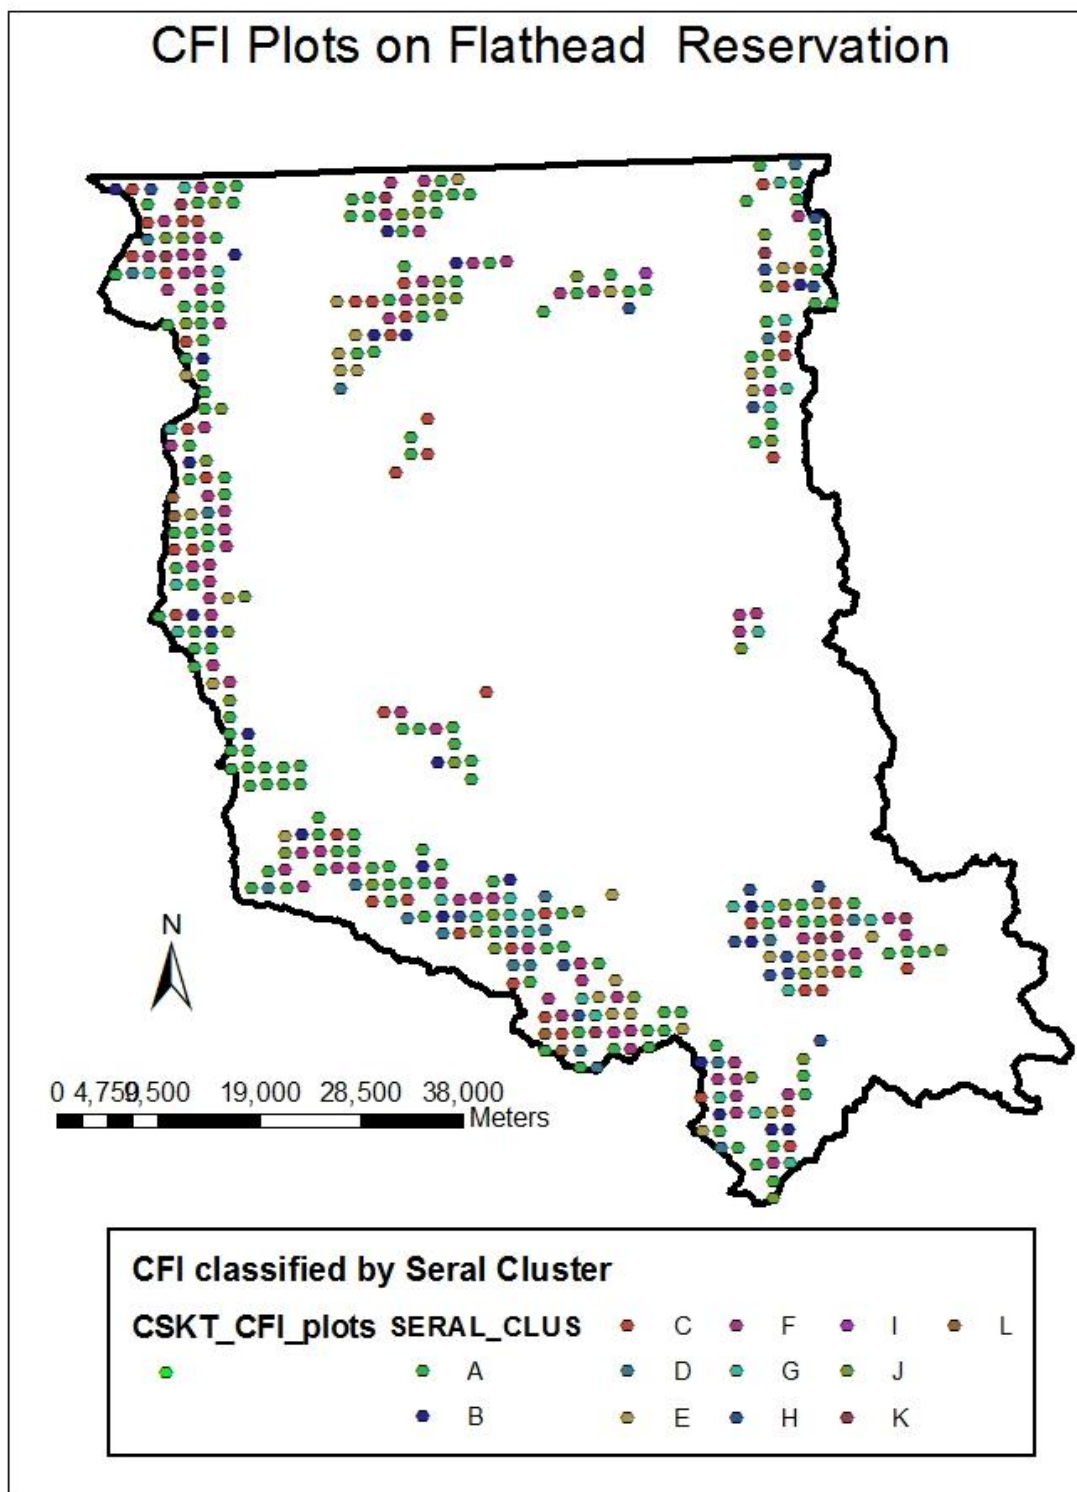 CFI Plots on Flathead Reservation
N
0 4,750 9,500 19,000 28,500 38,000
Meters
CFI classified by Seral Cluster
CSKT_CFI_plots SERAL_CLUS C F I L
A D G J
B E H K